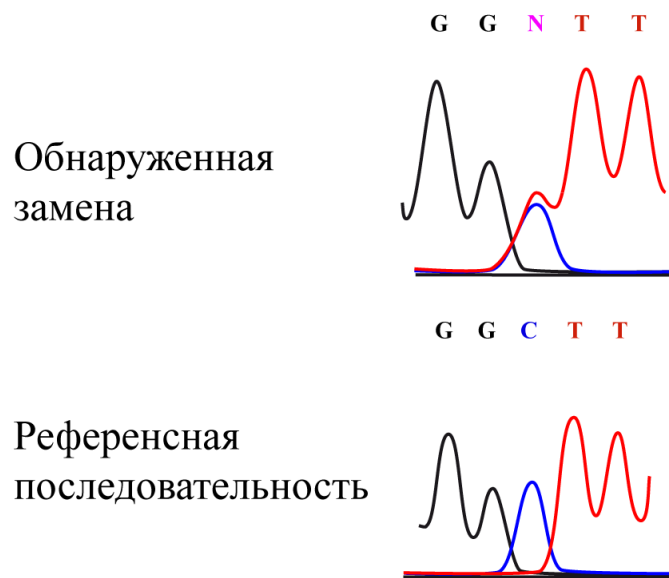 G G N T T
Обнаруженная
замена
G G C T T
Референсная
последовательность